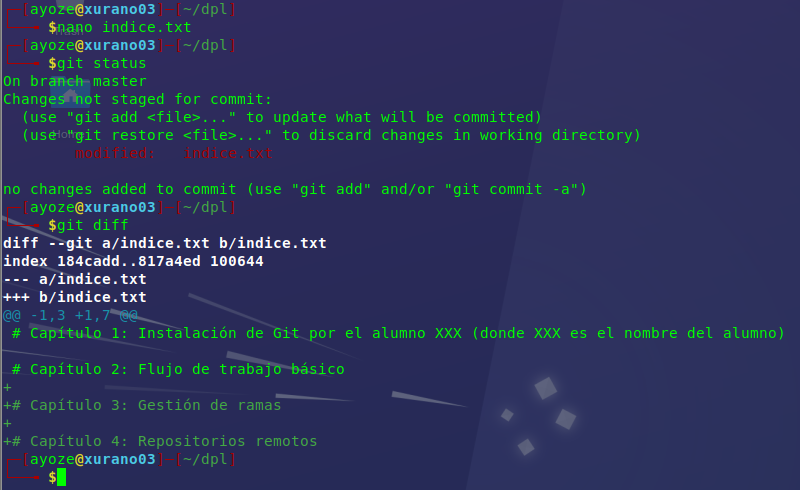 [ayoze@xurano03] [~/dpl]
$nano indice.txt
[ayoze@xurano03] [~/dpl]
$git status
On branch master
Changes not staged for commit:
(use "git add <file>..." to update what will be committed)
(use "git restore <file>..." to discard changes in working directory)
modified: indice.txt
no changes added to commit (use "git add" and/or "git commit -a")
[ayoze@xurano03] [~/dpl]
$git diff
diff --git a/indice.txt b/indice.txt
index 184cadd..817a4ed 100644
--- a/indice.txt
+++ b/indice.txt
@@ -1,3 +1,7 @@
# Capítulo 1: Instalación de Git por el alumno XXX (donde XXX es el nombre del alumno)
# Capítulo 2: Flujo de trabajo básico
+
+# Capítulo 3: Gestión de ramas
+
+# Capítulo 4: Repositorios remotos
[ayoze@xurano03] [~/dpl]
$